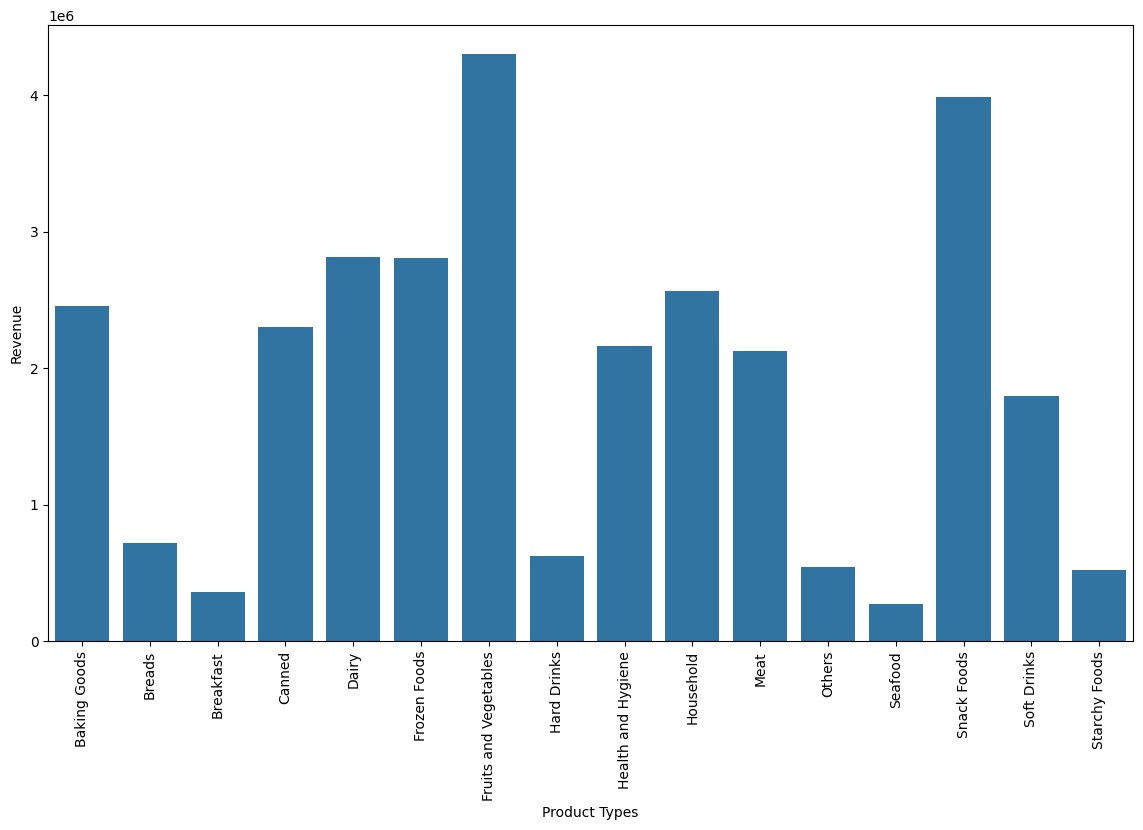 1e6
4
3
2
1
0
Revenue
Baking Goods
Breads
Breakfast
Canned
Dairy
Frozen Foods
Fruits and Vegetables
Hard Drinks
Health and Hygiene
Household
Meat
Others
Seafood
Snack Foods
Soft Drinks
Starchy Foods
Product Types